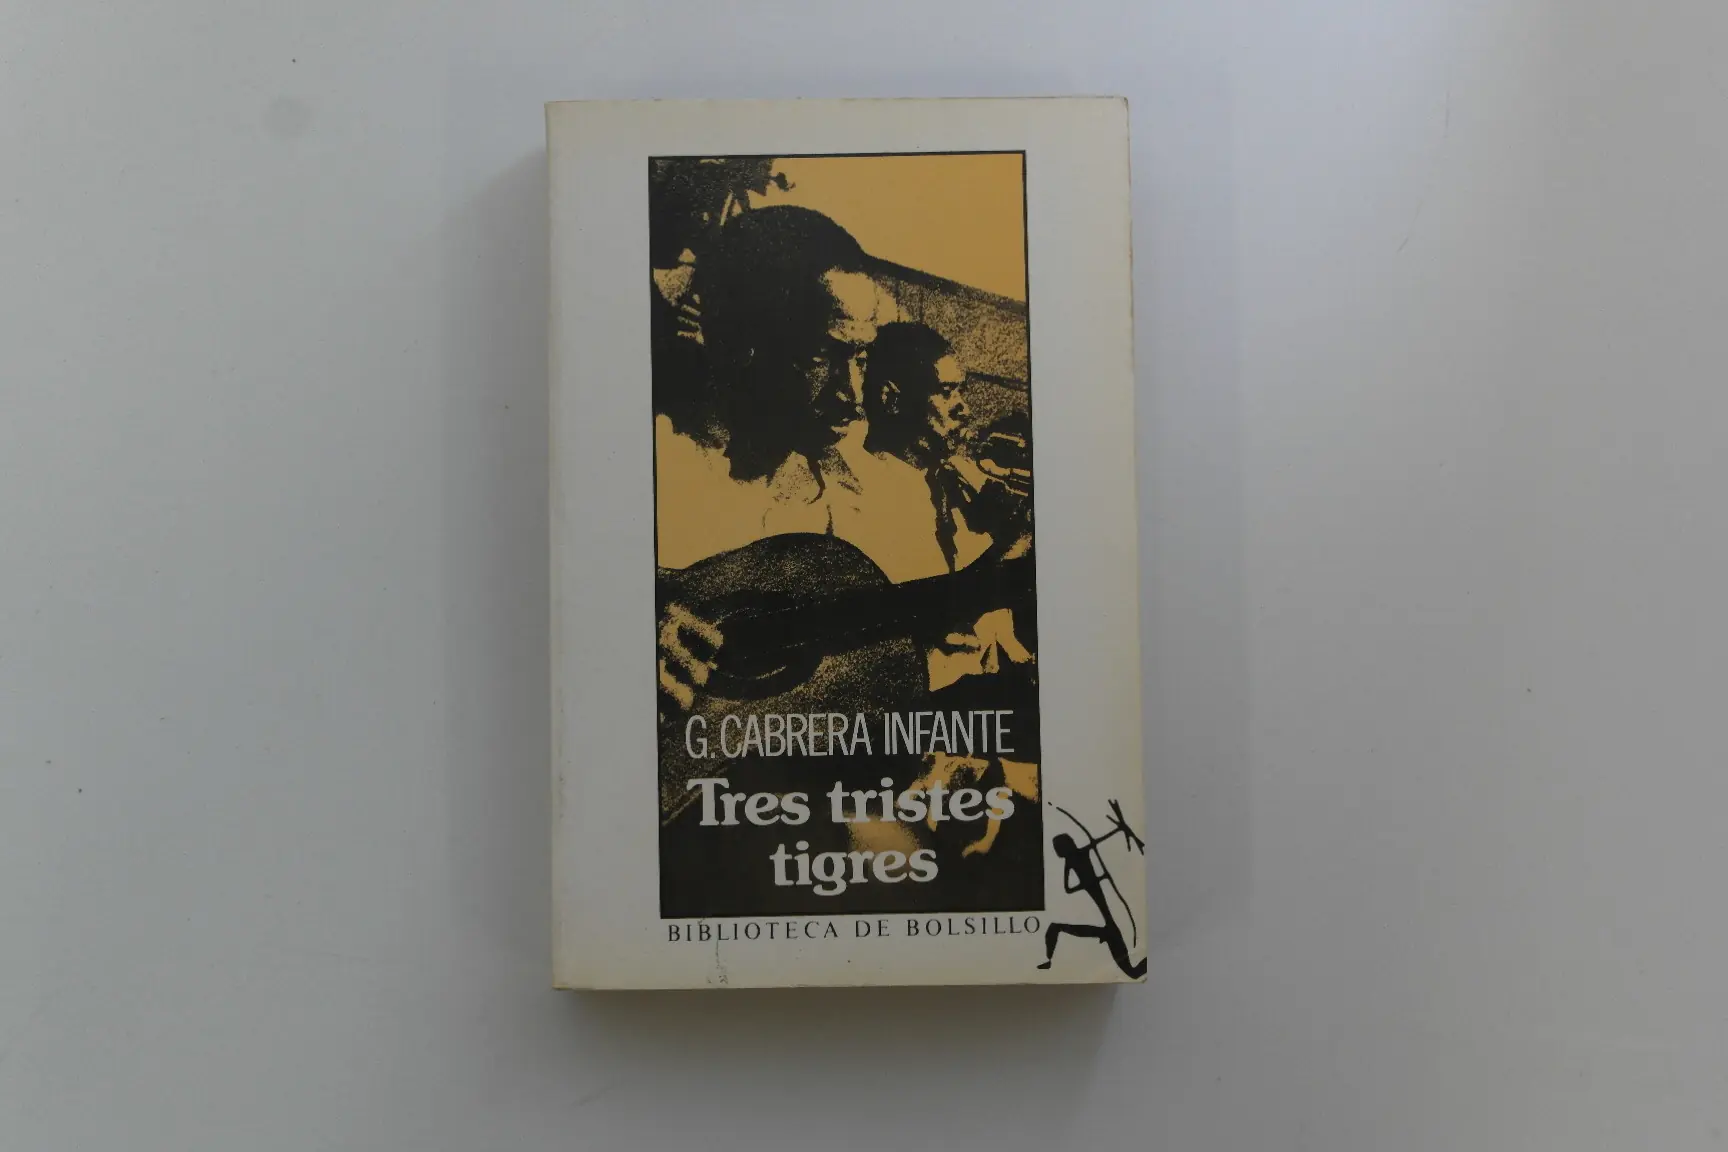 G. CABRERA INFANTE
Tres tristes
tigres
BIBLIOTECA DE BOLSILLO